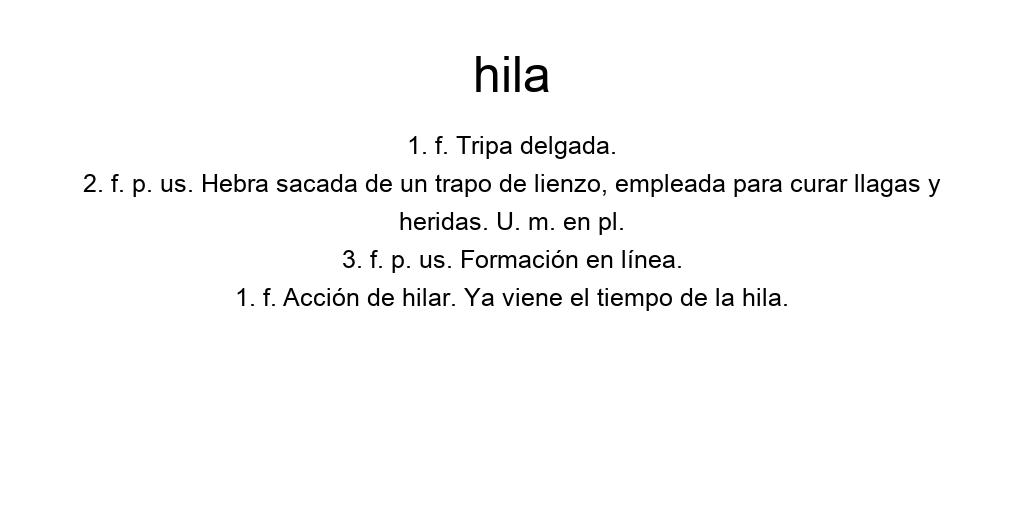 hila
1. f. Tripa delgada.
2. f. p. us. Hebra sacada de un trapo de lienzo, empleada para curar llagas y
heridas. U. m. en pl.
3. f. p. us. Formación en línea.
1. f. Acción de hilar. Ya viene el tiempo de la hila.